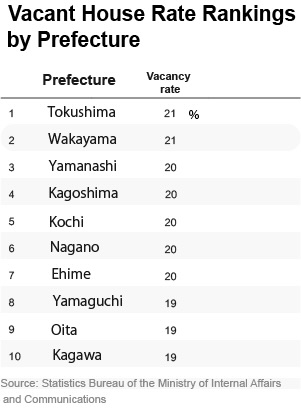 Vacant House Rate Rankings
by Prefecture
Prefecture Vacancy
rate
1 Tokushima 21 %
2 Wakayama 21
3 Yamanashi 20
4 Kagoshima 20
5 Kochi 20
6 Nagano 20
7 Ehime 20
8 Yamaguchi 19
9 Oita 19
10 Kagawa 19
Source: Statistics Bureau of the Ministry of Internal Affairs
and Communications